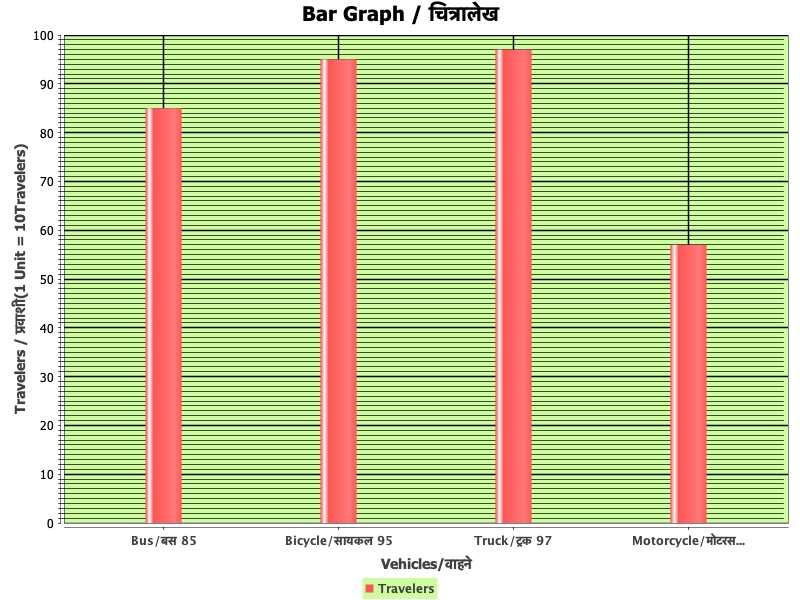 Bar Graph / चित्रालेख
Travelers / प्रवाशी(1 Unit = 10Travelers)
100
90
80
70
60
50
40
30
20
10
0
Bus/बस 85 Bicycle/सायकल 95 Truck/ट्रक 97 Motorcycle/मोटरस...
Vehicles/वाहने
Travelers